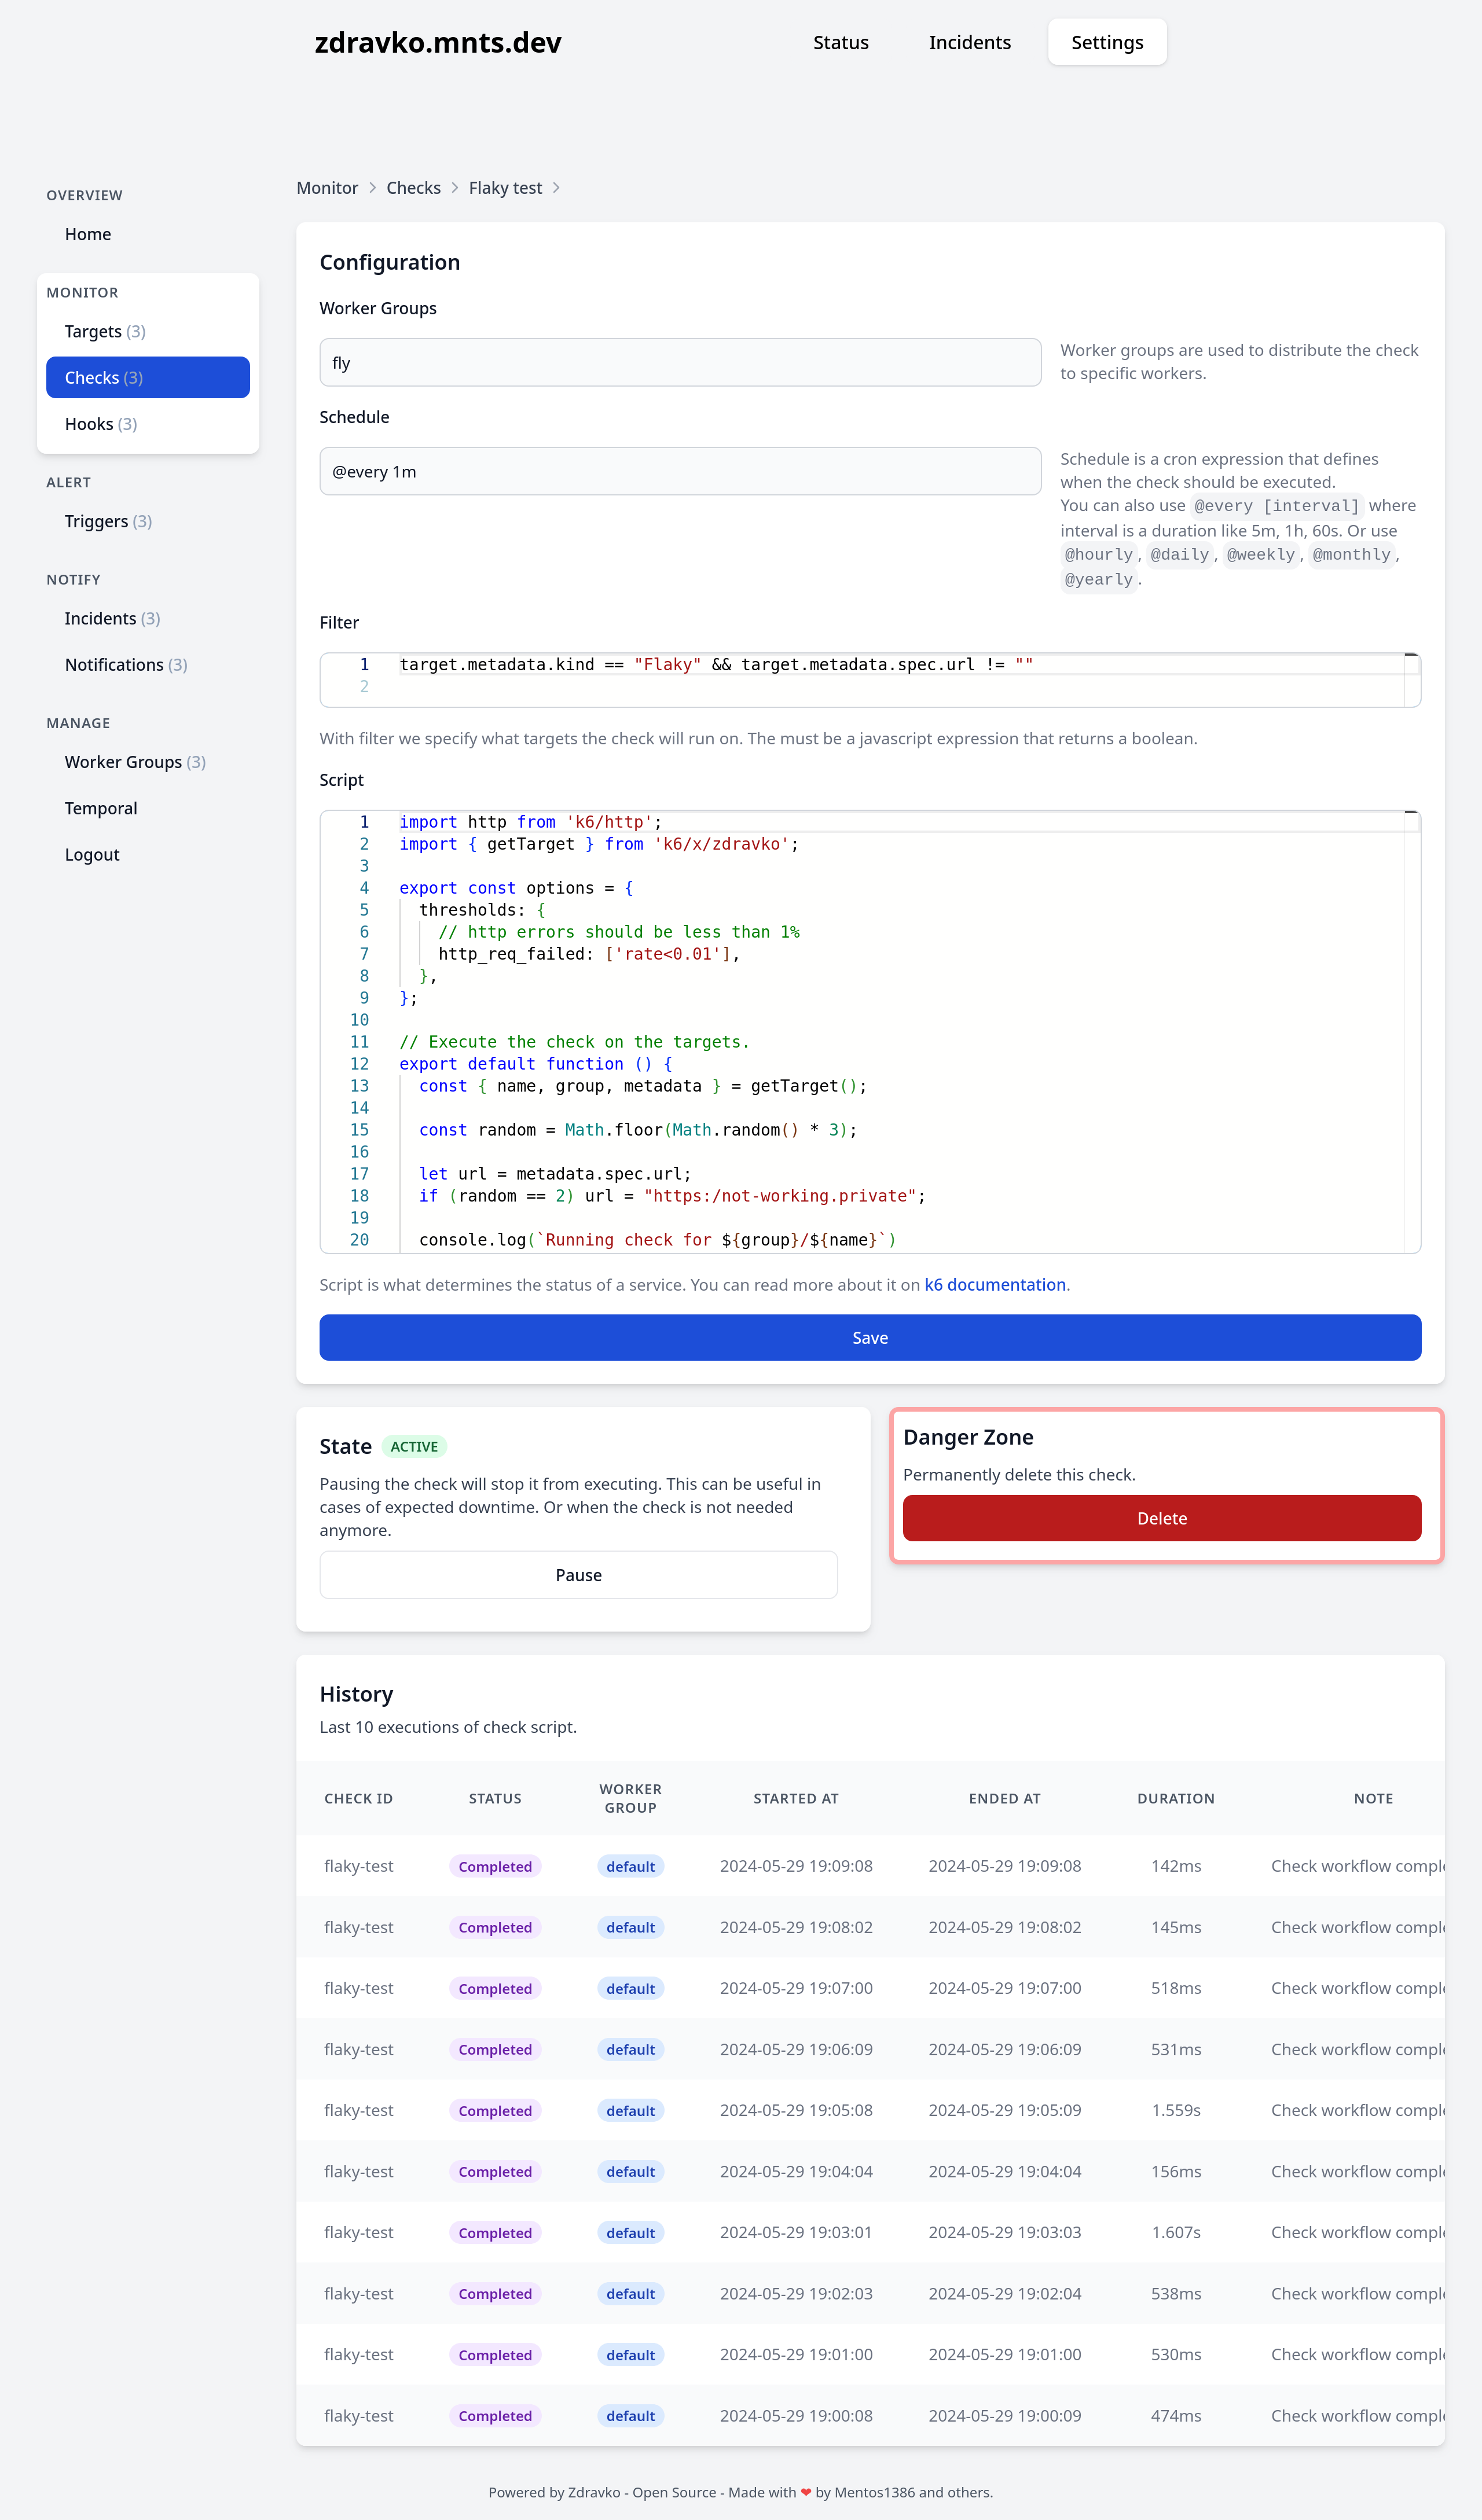 zdravko.mnts.dev
Status
Incidents
Settings
OVERVIEW
Home
MONITOR
Targets (3)
Checks (3)
Hooks (3)
ALERT
Triggers (3)
NOTIFY
Incidents (3)
Notifications (3)
MANAGE
Worker Groups (3)
Temporal
Logout
Monitor > Checks > Flaky test >
Configuration
Worker Groups
fly
Worker groups are used to distribute the check
to specific workers.
Schedule
@every 1m
Schedule is a cron expression that defines
when the check should be executed.
You can also use @every [interval] where
interval is a duration like 5m, 1h, 60s. Or use
@hourly, @daily, @weekly, @monthly,
@yearly.
Filter
1 target.metadata.kind == "Flaky" && target.metadata.spec.url != ""
2
With filter we specify what targets the check will run on. The must be a javascript expression that returns a boolean.
Script
1 import http from 'k6/http';
2 import { getTarget } from 'k6/x/zdravko';
3
4 export const options = {
5   thresholds: {
6     // http errors should be less than 1%
7     http_req_failed: ['rate<0.01'],
8   },
9 };
10
11 // Execute the check on the targets.
12 export default function () {
13   const { name, group, metadata } = getTarget();
14
15   const random = Math.floor(Math.random() * 3);
16
17   let url = metadata.spec.url;
18   if (random == 2) url = "https:/not-working.private";
19
20   console.log(`Running check for ${group}/${name}`)
Script is what determines the status of a service. You can read more about it on k6 documentation.
Save
State ACTIVE
Pausing the check will stop it from executing. This can be useful in
cases of expected downtime. Or when the check is not needed
anymore.
Pause
Danger Zone
Permanently delete this check.
Delete
History
Last 10 executions of check script.
CHECK ID STATUS WORKER GROUP STARTED AT ENDED AT DURATION NOTE
flaky-test Completed default 2024-05-29 19:09:08 2024-05-29 19:09:08 142ms Check workflow comple
flaky-test Completed default 2024-05-29 19:08:02 2024-05-29 19:08:02 145ms Check workflow comple
flaky-test Completed default 2024-05-29 19:07:00 2024-05-29 19:07:00 518ms Check workflow comple
flaky-test Completed default 2024-05-29 19:06:09 2024-05-29 19:06:09 531ms Check workflow comple
flaky-test Completed default 2024-05-29 19:05:08 2024-05-29 19:05:09 1.559s Check workflow comple
flaky-test Completed default 2024-05-29 19:04:04 2024-05-29 19:04:04 156ms Check workflow comple
flaky-test Completed default 2024-05-29 19:03:01 2024-05-29 19:03:03 1.607s Check workflow comple
flaky-test Completed default 2024-05-29 19:02:03 2024-05-29 19:02:04 538ms Check workflow comple
flaky-test Completed default 2024-05-29 19:01:00 2024-05-29 19:01:00 530ms Check workflow comple
flaky-test Completed default 2024-05-29 19:00:08 2024-05-29 19:00:09 474ms Check workflow comple
Powered by Zdravko - Open Source - Made with ❤ by Mentos1386 and others.